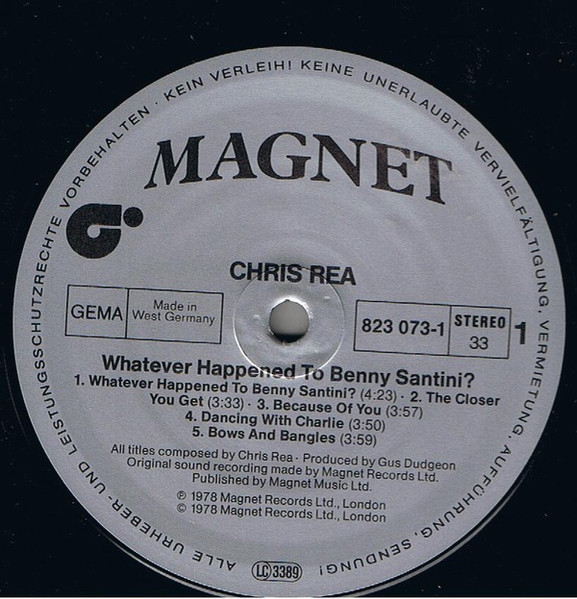 ALLE URHEBER- UND LEISTUNGSSCHUTZRECHTE VORBEHALTEN · KEIN VERLEIH! KEINE UNERLAUBTE VERVIELFÄLTIGUNG, VERMIETUNG, AUFFÜHRUNG, SENDUNG!
MAGNET
CHRIS REA
GEMA
Made in
West Germany
823 073-1
STEREO
33
1
Whatever Happened To Benny Santini?
1. Whatever Happened To Benny Santini? (4:23) · 2. The Closer
You Get (3:33) · 3. Because Of You (3:57)
4. Dancing With Charlie (3:50)
5. Bows And Bangles (3:59)
All titles composed by Chris Rea · Produced by Gus Dudgeon
Original sound recording made by Magnet Records Ltd.
Published by Magnet Music Ltd.
℗ 1978 Magnet Records Ltd., London
© 1978 Magnet Records Ltd., London
LC 3389